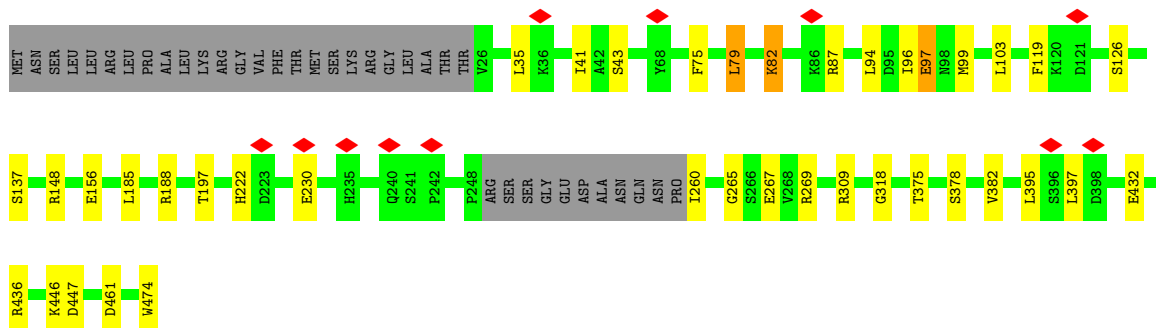 MET ASN SER LEU LEU ARG LEU PRO ALA LEU LYS ARG GLY VAL PHE THR MET SER LYS ARG GLY LEU ALA THR THR V26 L35 K36 I41 A42 S43 Y68 F75 L79 K82 K86 R87 L94 D95 I96 E97 N98 M99 L103 F119 K120 D121 S126
S137 R148 E156 L185 R188 T197 H222 D223 E230 H235 Q240 S241 P242 P248 ARG SER SER GLY GLU ASP ALA ASN GLN ASN PRO I260 G265 S266 E267 V268 R269 R309 G318 T375 S378 V382 L395 S396 L397 D398 E432
R436 K446 D447 D461 W474